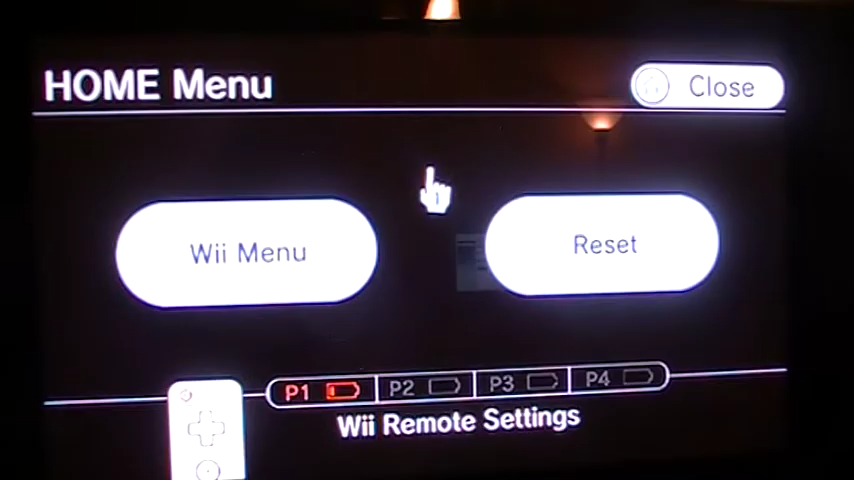 HOME Menu
Close
Wii Menu
Reset
P1 P2 P3 P4
Wii Remote Settings